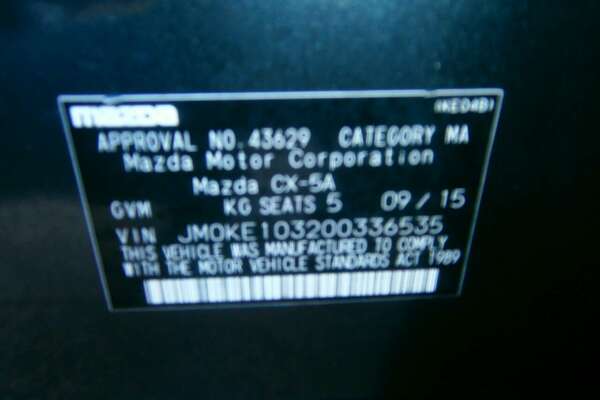 mazda (KE04B)
APPROVAL NO.43629 CATEGORY MA
Mazda Motor Corporation
Mazda CX-5A
GVM KG SEATS 5 09/15
VIN JM0KE103200336535
THIS VEHICLE WAS MANUFACTURED TO COMPLY
WITH THE MOTOR VEHICLE STANDARDS ACT 1989